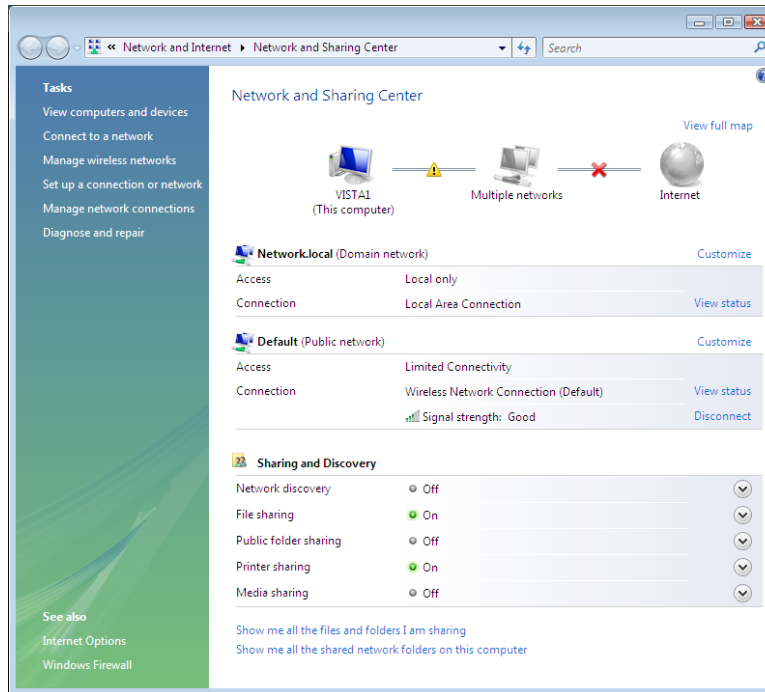 « Network and Internet ▸ Network and Sharing Center
Search
Tasks
View computers and devices
Connect to a network
Manage wireless networks
Set up a connection or network
Manage network connections
Diagnose and repair
See also
Internet Options
Windows Firewall
Network and Sharing Center
View full map
VISTA1
(This computer)
Multiple networks
Internet
Network.local (Domain network) Customize
Access Local only
Connection Local Area Connection View status
Default (Public network) Customize
Access Limited Connectivity
Connection Wireless Network Connection (Default) View status
Signal strength: Good Disconnect
Sharing and Discovery
Network discovery Off
File sharing On
Public folder sharing Off
Printer sharing On
Media sharing Off
Show me all the files and folders I am sharing
Show me all the shared network folders on this computer